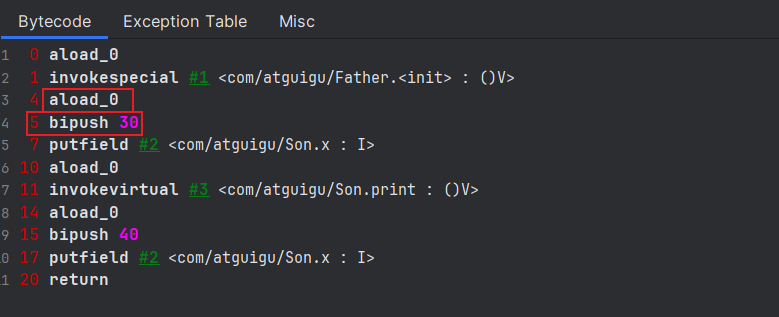 Bytecode Exception Table Misc
1 0 aload_0
2 1 invokespecial #1 <com/atguigu/Father.<init> : ()V>
3 4 aload_0
4 5 bipush 30
5 7 putfield #2 <com/atguigu/Son.x : I>
6 10 aload_0
7 11 invokevirtual #3 <com/atguigu/Son.print : ()V>
8 14 aload_0
9 15 bipush 40
10 17 putfield #2 <com/atguigu/Son.x : I>
11 20 return